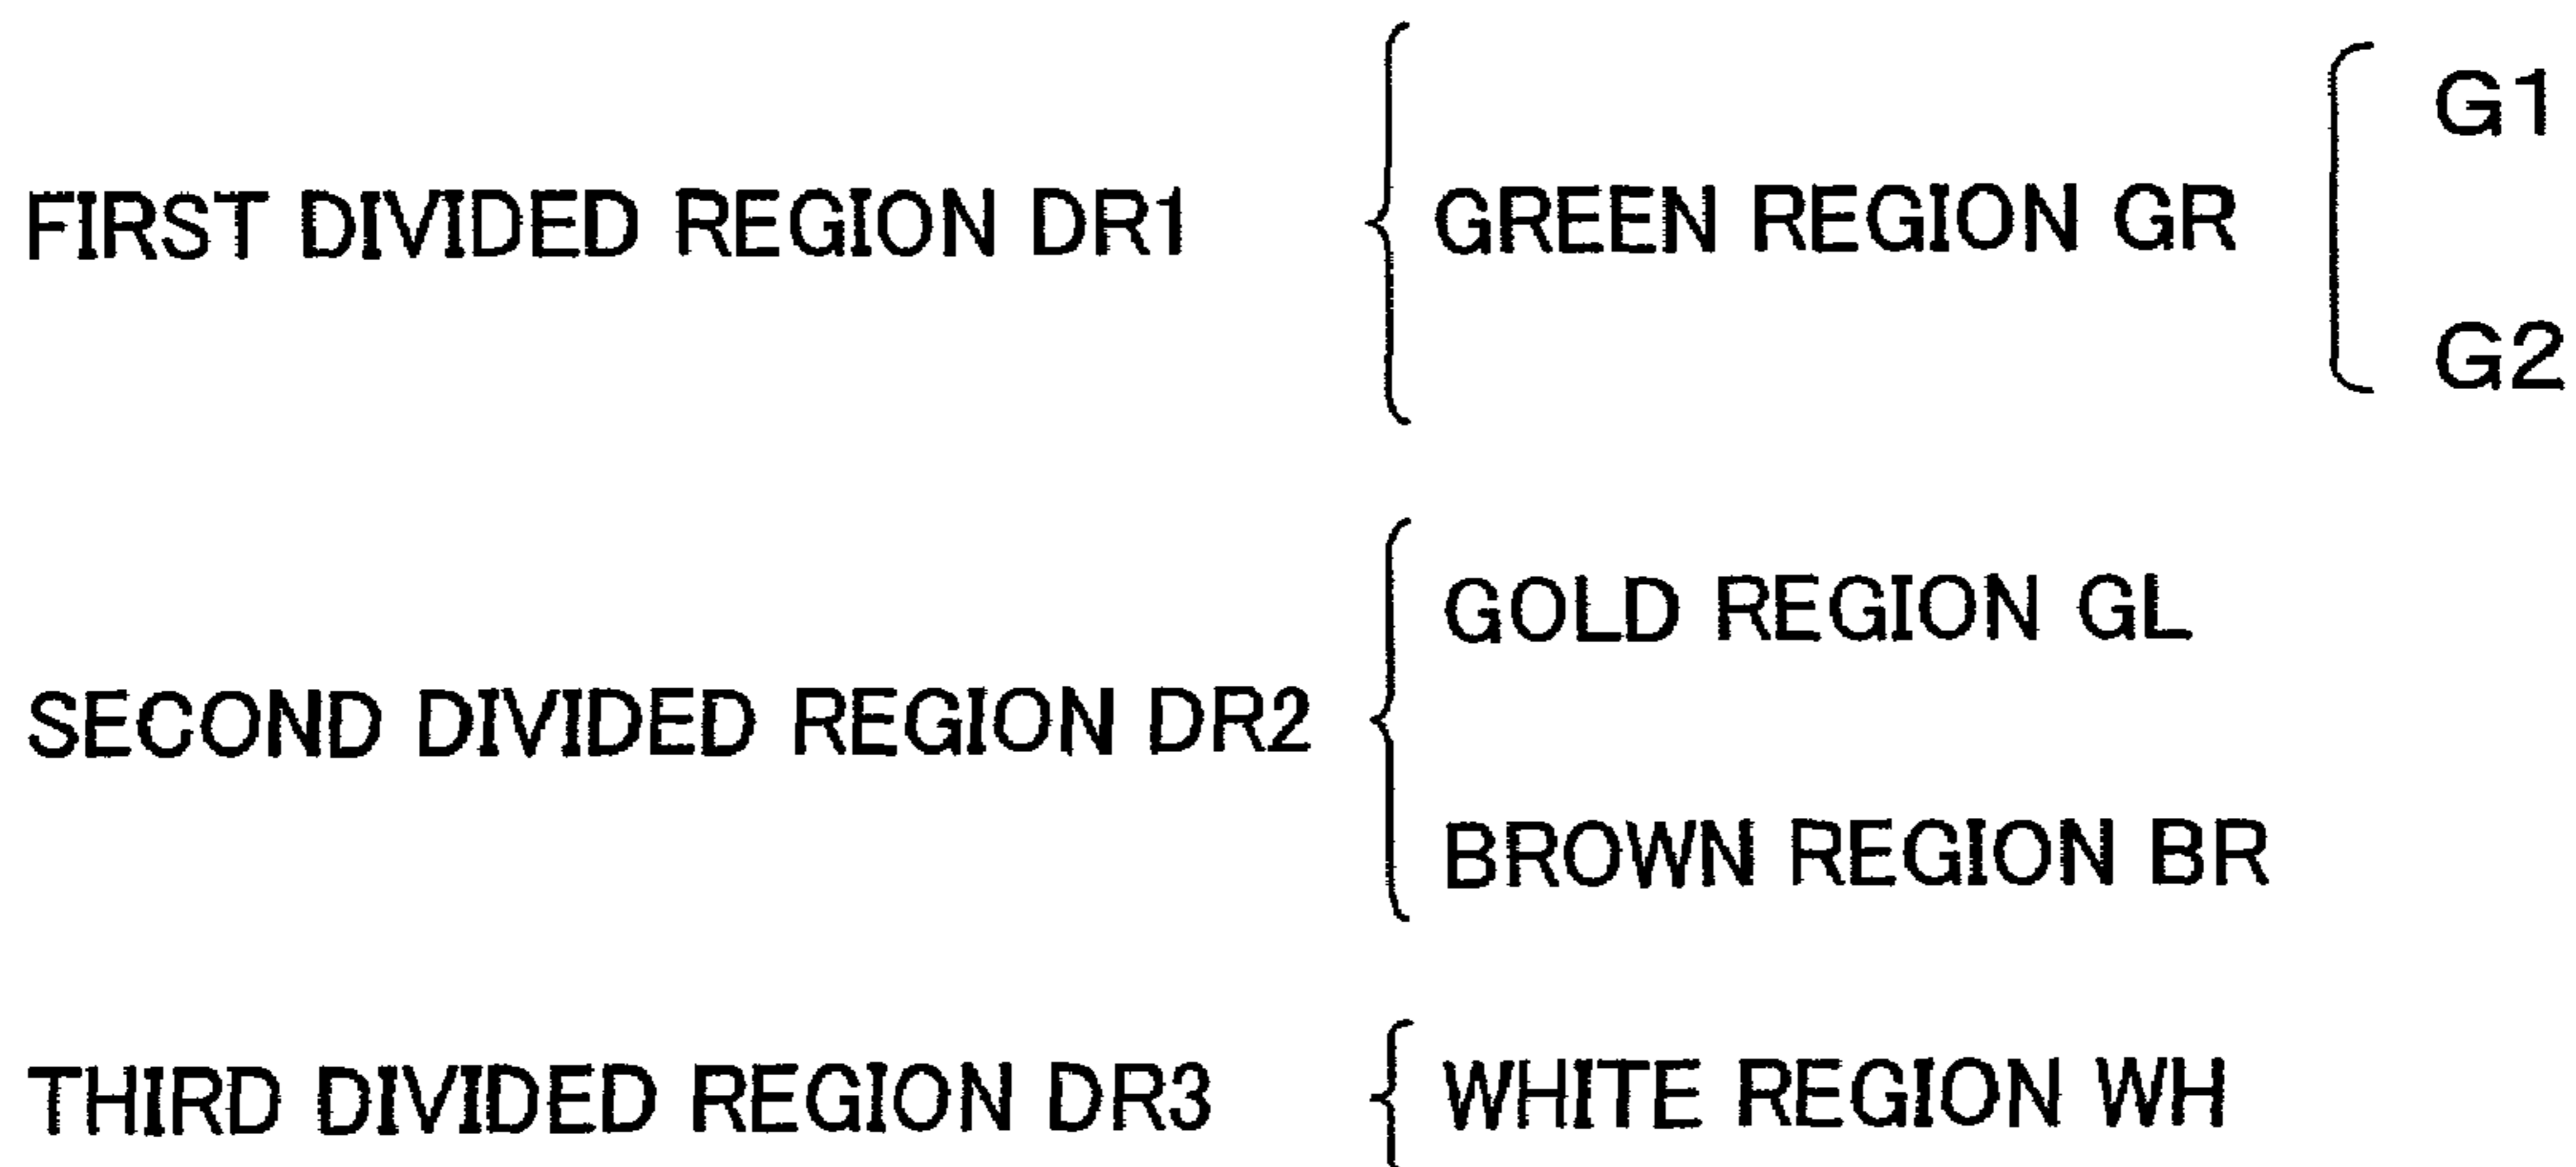 G1
FIRST DIVIDED REGION DR1 GREEN REGION GR
G2
GOLD REGION GL
SECOND DIVIDED REGION DR2
BROWN REGION BR
THIRD DIVIDED REGION DR3 WHITE REGION WH